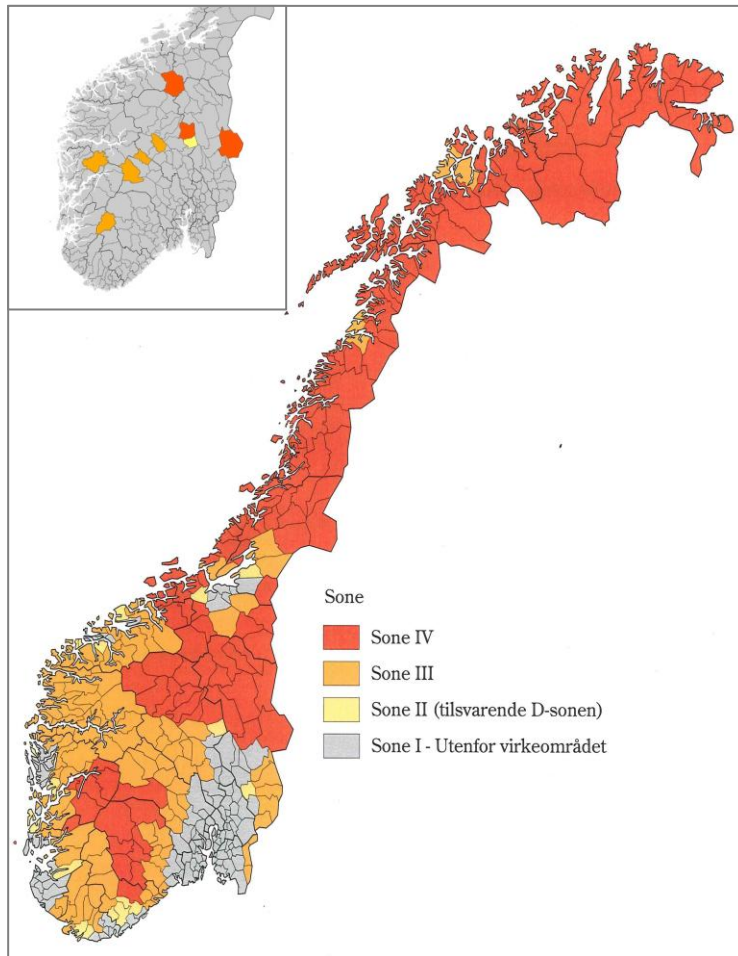 Sone
Sone IV
Sone III
Sone II (tilsvarende D-sonen)
Sone I - Utenfor virkeområdet